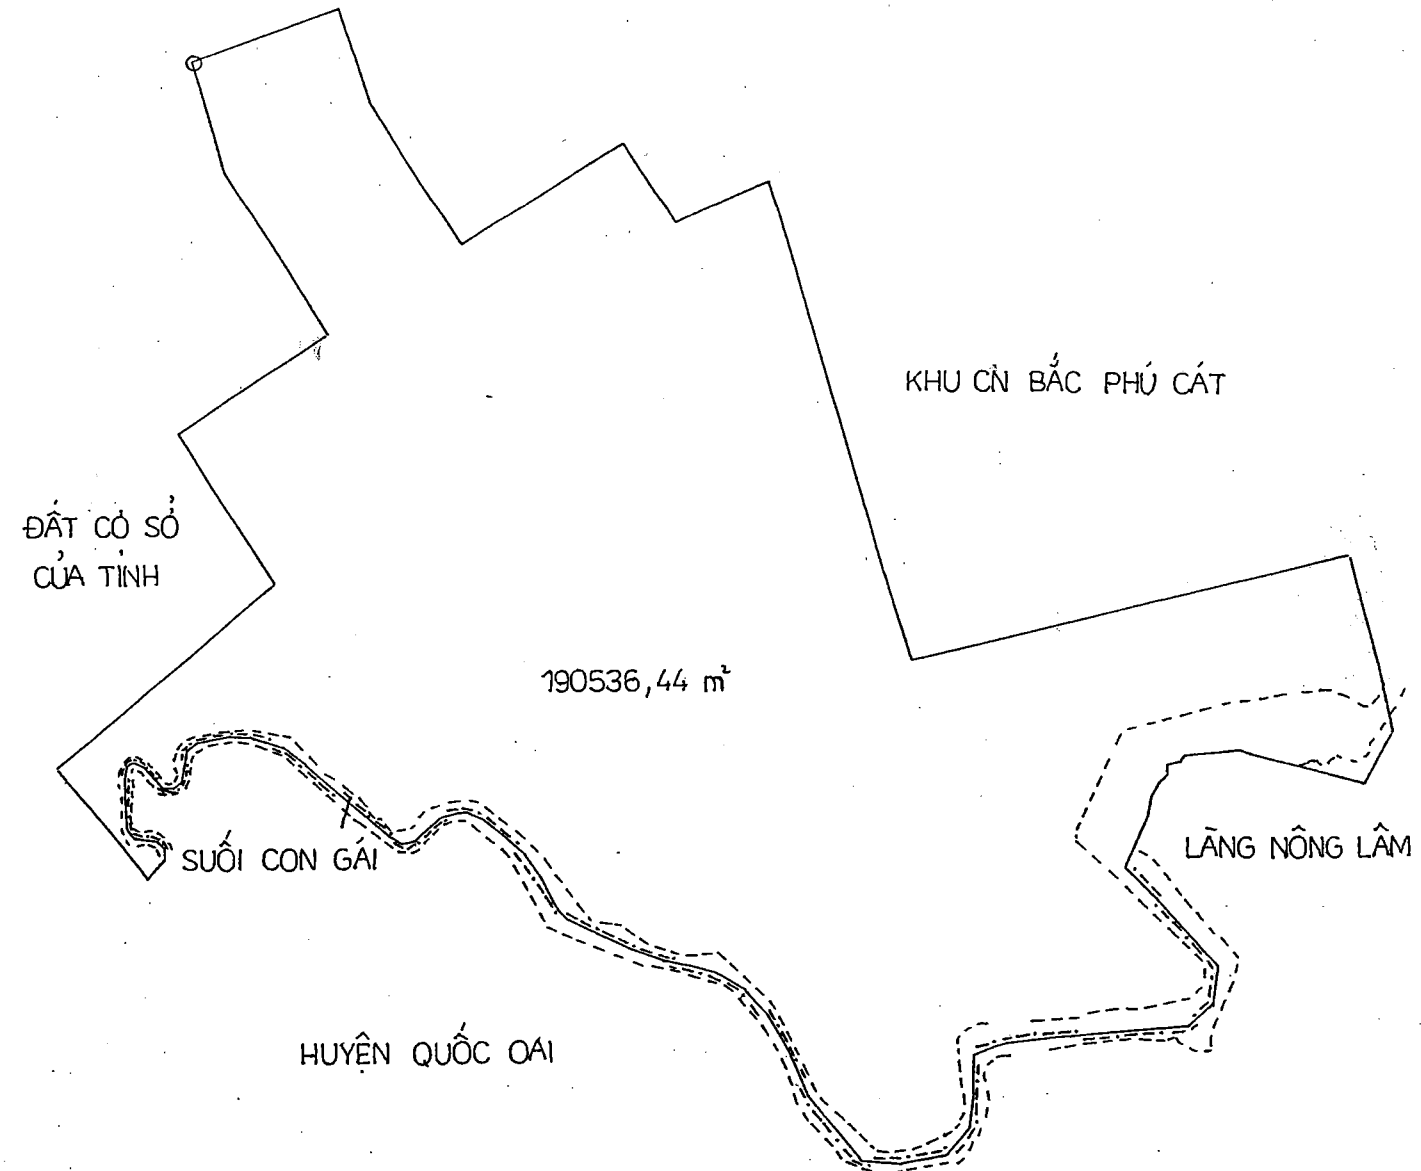 KHU CN BẮC PHÚ CÁT
ĐẤT CƠ SỞ
CỦA TỈNH
190536,44 m²
SUỐI CON GÁI
LÀNG NÔNG LÂM
HUYỆN QUỐC OAI